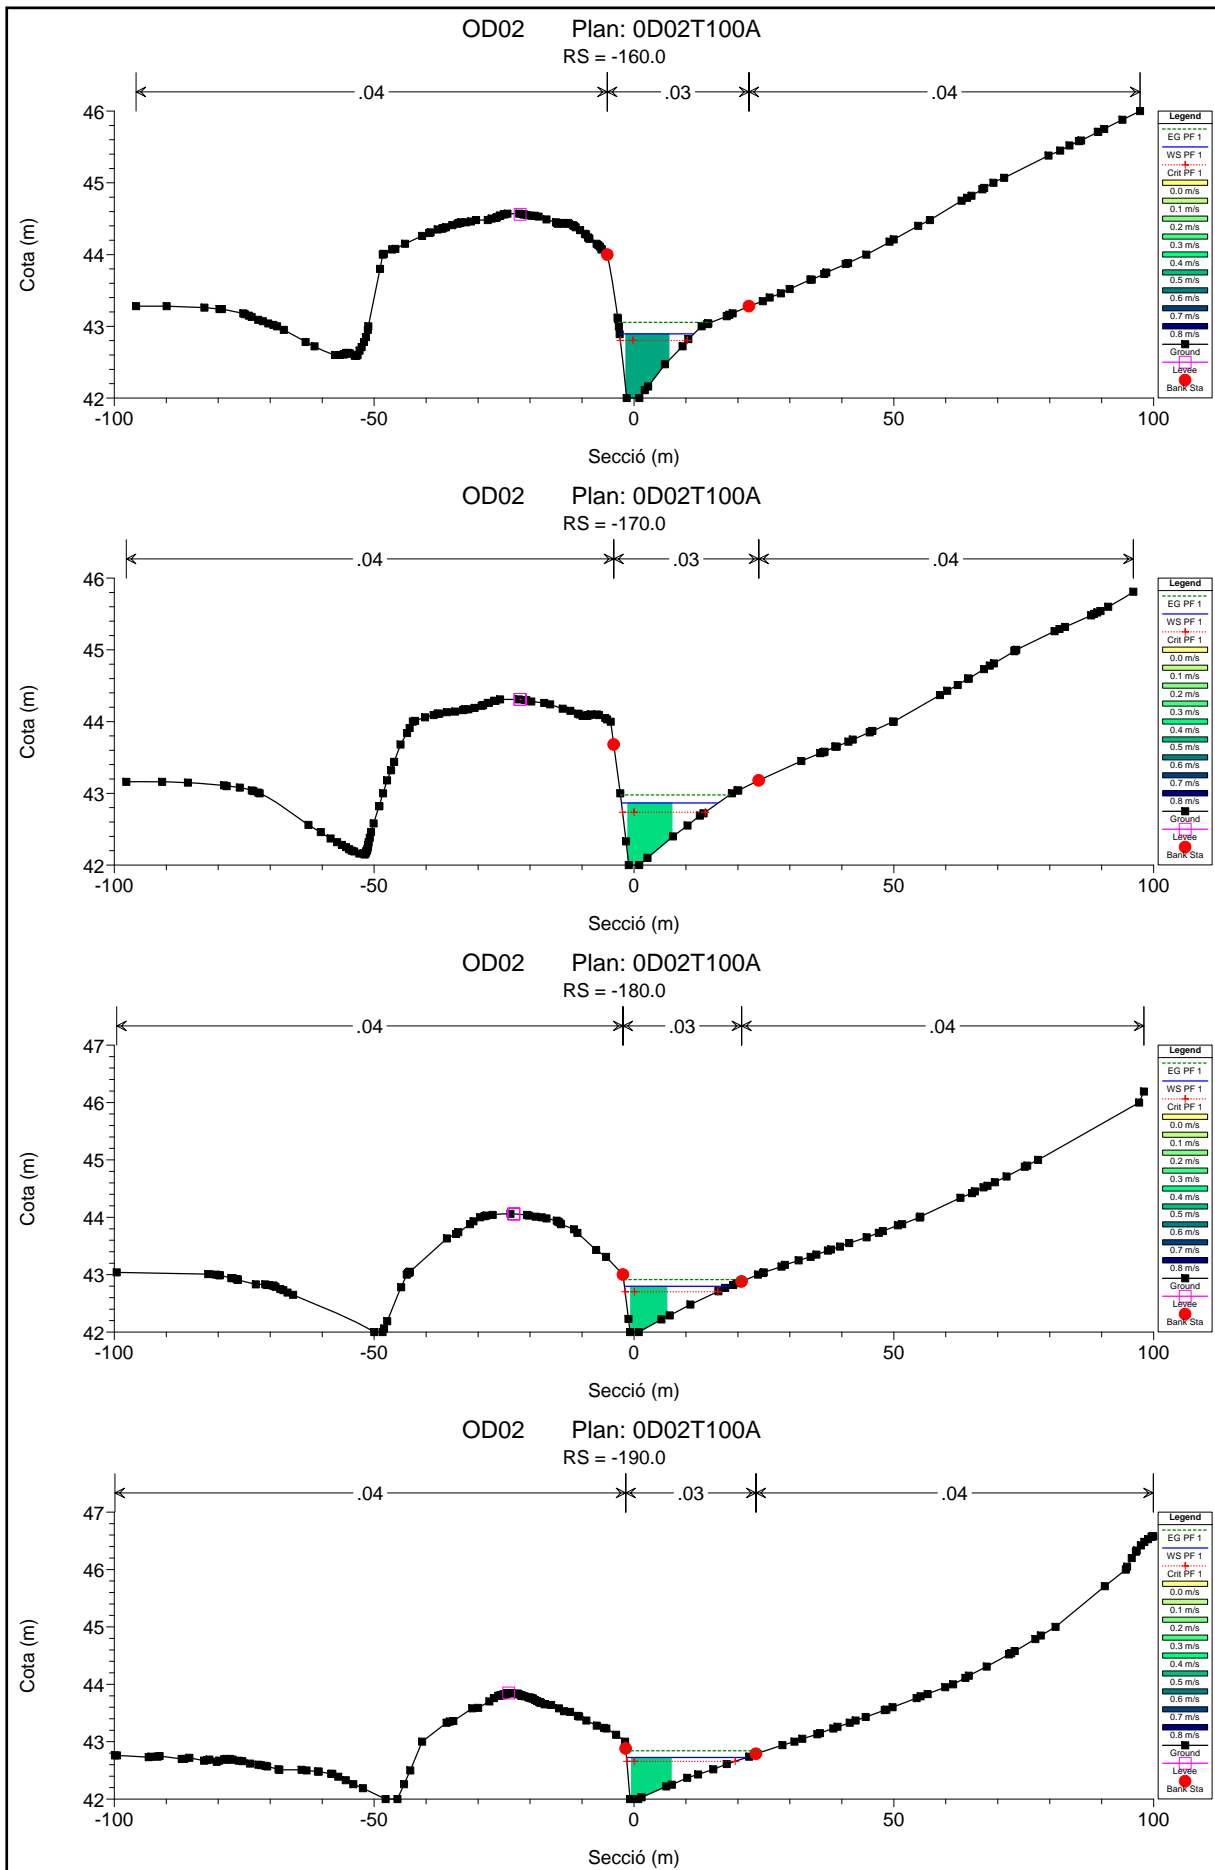 OD02 Plan: 0D02T100A
RS = -160.0
.04 .03 .04
46
45
44
43
42
-100 -50 0 50 100
Cota (m)
Secció (m)
Legend
EG PF 1
WS PF 1
Crit PF 1
0.0 m/s
0.1 m/s
0.2 m/s
0.3 m/s
0.4 m/s
0.5 m/s
0.6 m/s
0.7 m/s
0.8 m/s
Ground
Levee
Bank Sta
OD02 Plan: 0D02T100A
RS = -170.0
.04 .03 .04
46
45
44
43
42
-100 -50 0 50 100
Cota (m)
Secció (m)
Legend
EG PF 1
WS PF 1
Crit PF 1
0.0 m/s
0.1 m/s
0.2 m/s
0.3 m/s
0.4 m/s
0.5 m/s
0.6 m/s
0.7 m/s
0.8 m/s
Ground
Levee
Bank Sta
OD02 Plan: 0D02T100A
RS = -180.0
.04 .03 .04
47
46
45
44
43
42
-100 -50 0 50 100
Cota (m)
Secció (m)
Legend
EG PF 1
WS PF 1
Crit PF 1
0.0 m/s
0.1 m/s
0.2 m/s
0.3 m/s
0.4 m/s
0.5 m/s
0.6 m/s
0.7 m/s
0.8 m/s
Ground
Levee
Bank Sta
OD02 Plan: 0D02T100A
RS = -190.0
.04 .03 .04
47
46
45
44
43
42
-100 -50 0 50 100
Cota (m)
Secció (m)
Legend
EG PF 1
WS PF 1
Crit PF 1
0.0 m/s
0.1 m/s
0.2 m/s
0.3 m/s
0.4 m/s
0.5 m/s
0.6 m/s
0.7 m/s
0.8 m/s
Ground
Levee
Bank Sta